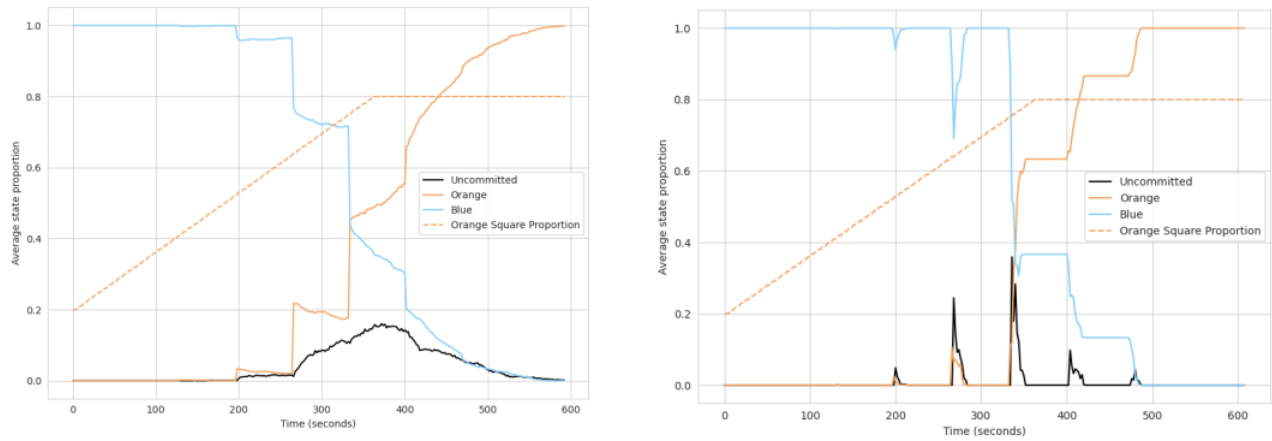 1.0
0.8
0.6
0.4
0.2
0.0
Average state proportion
Uncommitted
Orange
Blue
Orange Square Proportion
0 100 200 300 400 500 600
Time (seconds)
1.0
0.8
0.6
0.4
0.2
0.0
Average state proportion
Uncommitted
Orange
Blue
Orange Square Proportion
0 100 200 300 400 500 600
Time (seconds)